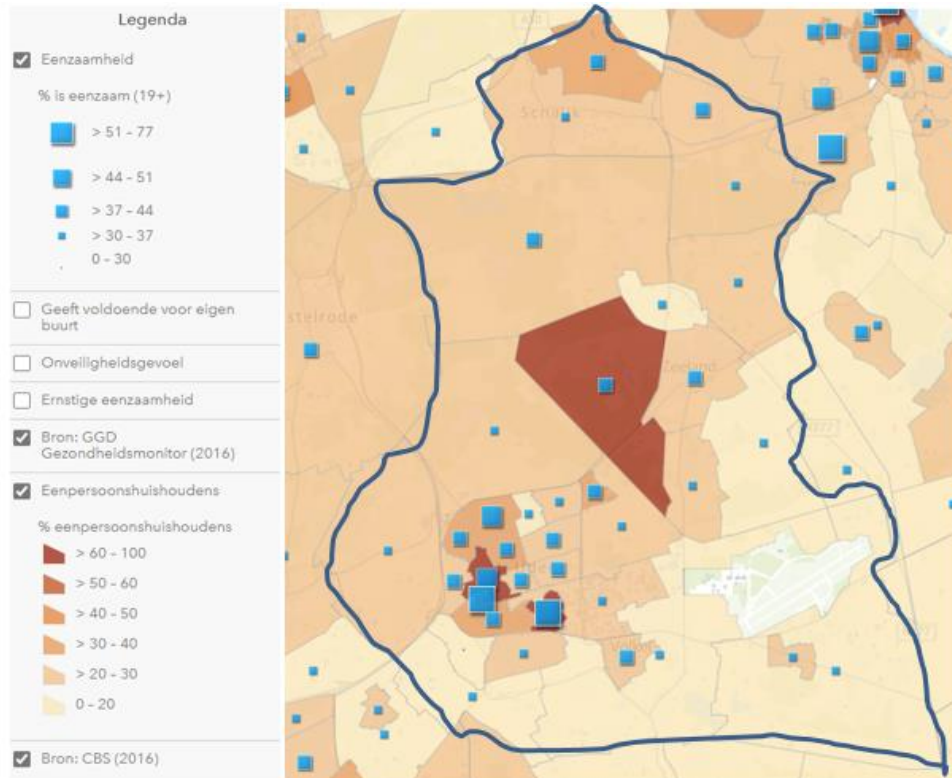 Legenda
Eenzaamheid
% is eenzaam (19+)
> 51 - 77
> 44 - 51
> 37 - 44
> 30 - 37
0 - 30
Geeft voldoende voor eigen
buurt
Onveiligheidsgevoel
Ernstige eenzaamheid
Bron: GGD
Gezondheidsmonitor (2016)
Eenpersoonshuishoudens
% eenpersoonshuishoudens
> 60 - 100
> 50 - 60
> 40 - 50
> 30 - 40
> 20 - 30
0 - 20
Bron: CBS (2016)
Schaijk
Zeeland